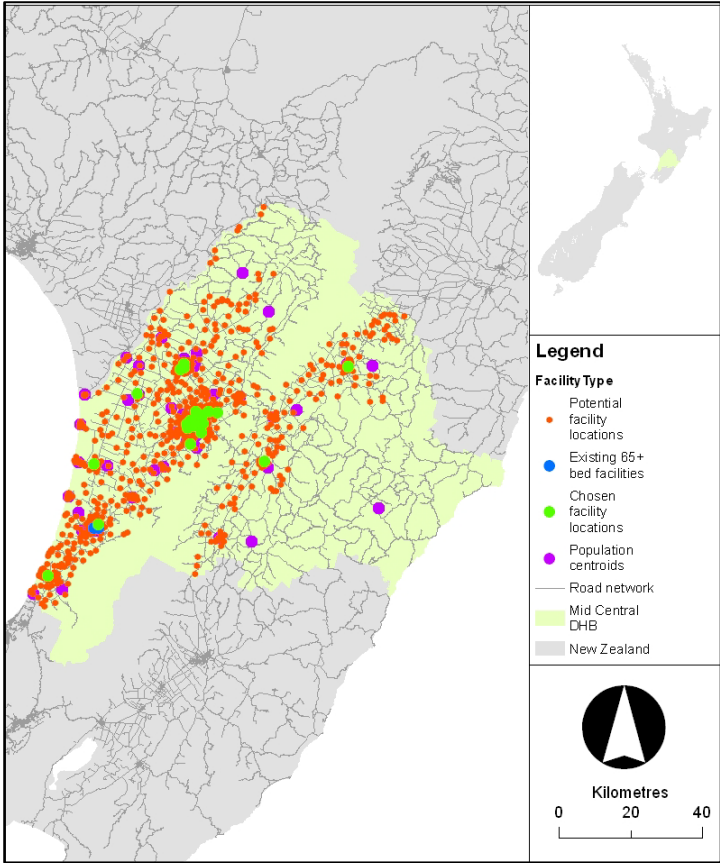 Legend
Facility Type
Potential
facility
locations
Existing 65+
bed facilities
Chosen
facility
locations
Population
centroids
Road network
Mid Central
DHB
New Zealand
Kilometres
0 20 40